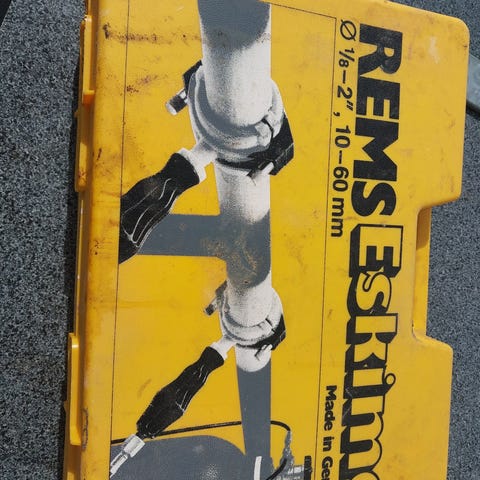 REMS Eskimo
Ø 1/8–2", 10–60 mm
Made in Ge